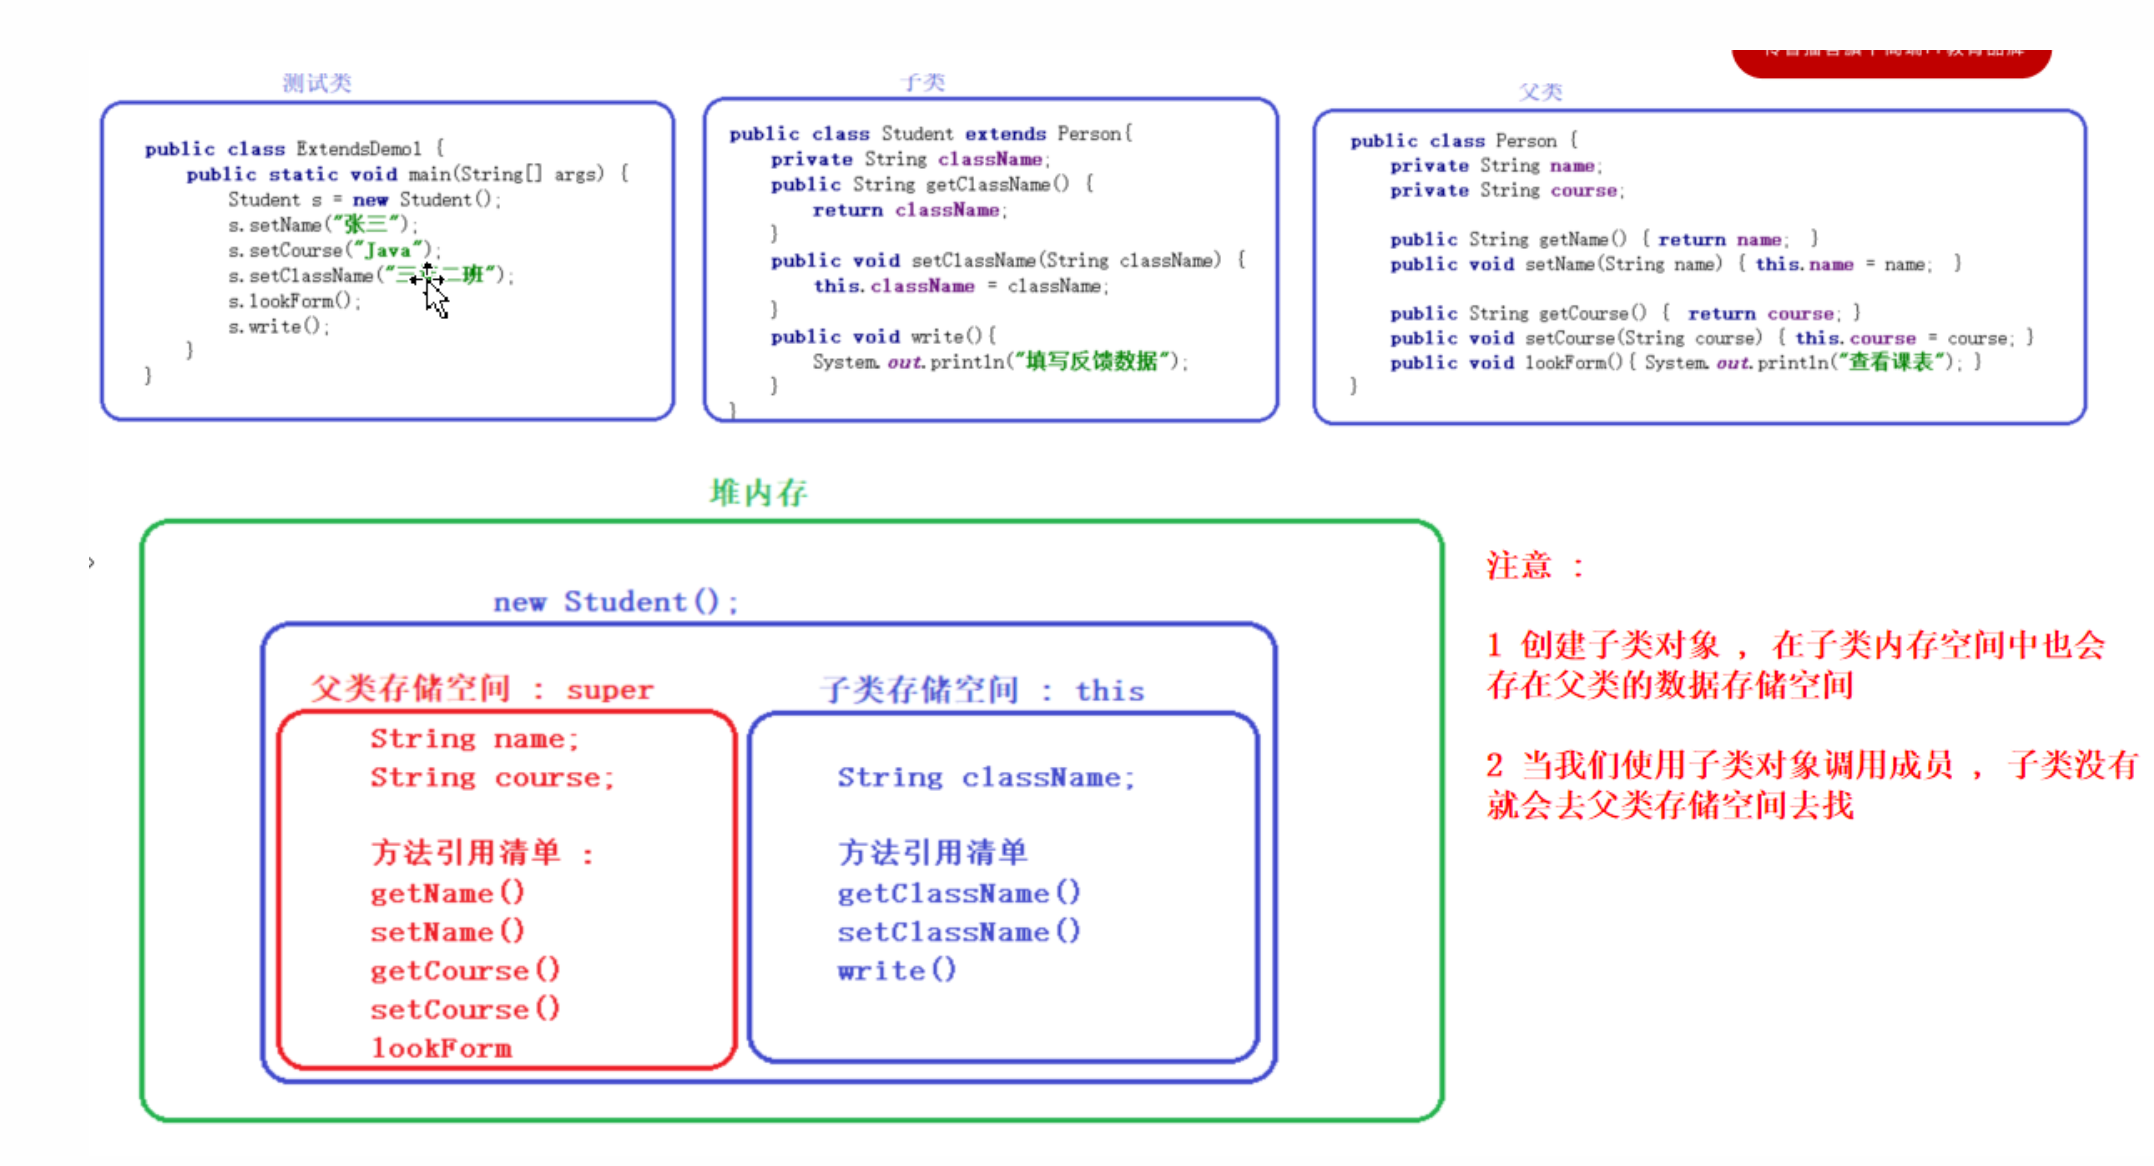 测试类
public class ExtendsDemo1 {
public static void main(String[] args) {
Student s = new Student();
s.setName("张三");
s.setCourse("Java");
s.setClassName("三 二班");
s.lookForm();
s.write();
}
}
子类
public class Student extends Person{
private String className;
public String getClassName() {
return className;
}
public void setClassName(String className) {
this.className = className;
}
public void write(){
System.out.println("填写反馈数据");
}
}
父类
public class Person {
private String name;
private String course;
public String getName() { return name; }
public void setName(String name) { this.name = name; }
public String getCourse() { return course; }
public void setCourse(String course) { this.course = course; }
public void lookForm(){ System.out.println("查看课表"); }
}
堆内存
new Student();
父类存储空间 : super
String name;
String course;
方法引用清单 :
getName()
setName()
getCourse()
setCourse()
lookForm
子类存储空间 : this
String className;
方法引用清单
getClassName()
setClassName()
write()
注意 :
1 创建子类对象 , 在子类内存空间中也会
存在父类的数据存储空间
2 当我们使用子类对象调用成员 , 子类没有
就会去父类存储空间去找